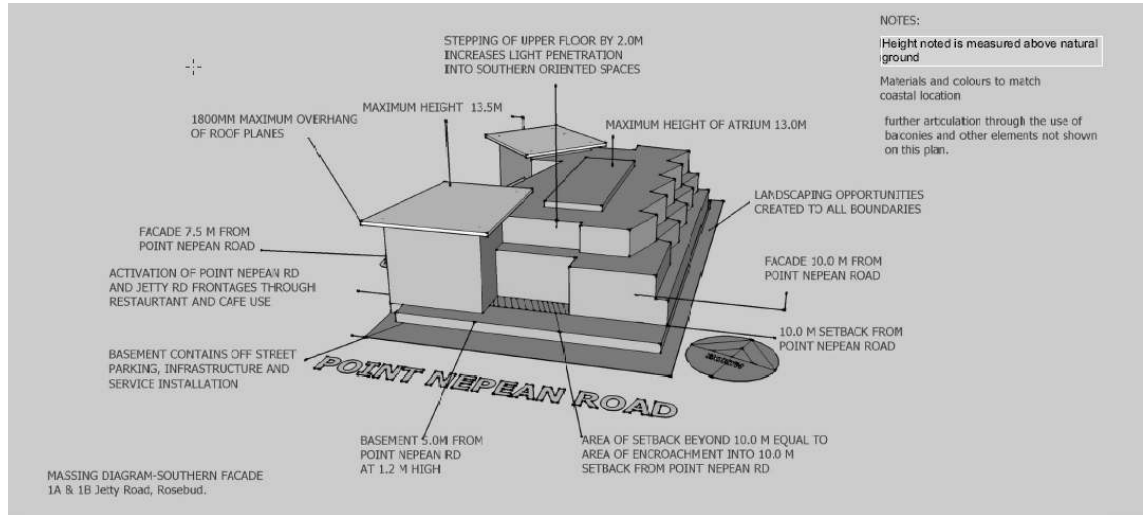 NOTES:
Height noted is measured above natural
ground
Materials and colours to match
coastal location
further artculation through the use of
balconies and other elements not shown
on this plan.
STEPPING OF UPPER FLOOR BY 2.0M
INCREASES LIGHT PENETRATION
INTO SOUTHERN ORIENTED SPACES
MAXIMUM HEIGHT 13.5M
1800MM MAXIMUM OVERHANG
OF ROOF PLANES
MAXIMUM HEIGHT OF ATRIUM 13.0M
LANDSCAPING OPPORTUNITIES
CREATED TO ALL BOUNDARIES
FACADE 7.5 M FROM
POINT NEPEAN ROAD
FACADE 10.0 M FROM
POINT NEPEAN ROAD
ACTIVATION OF POINT NEPEAN RD
AND JETTY RD FRONTAGES THROUGH
RESTAURTANT AND CAFE USE
10.0 M SETBACK FROM
POINT NEPEAN ROAD
BASEMENT CONTAINS OFF STREET
PARKING, INFRASTRUCTURE AND
SERVICE INSTALLATION
POINT NEPEAN ROAD
BASEMENT 5.0M FROM
POINT NEPEAN RD
AT 1.2 M HIGH
AREA OF SETBACK BEYOND 10.0 M EQUAL TO
AREA OF ENCROACHMENT INTO 10.0 M
SETBACK FROM POINT NEPEAN RD
MASSING DIAGRAM-SOUTHERN FACADE
1A & 1B Jetty Road, Rosebud.